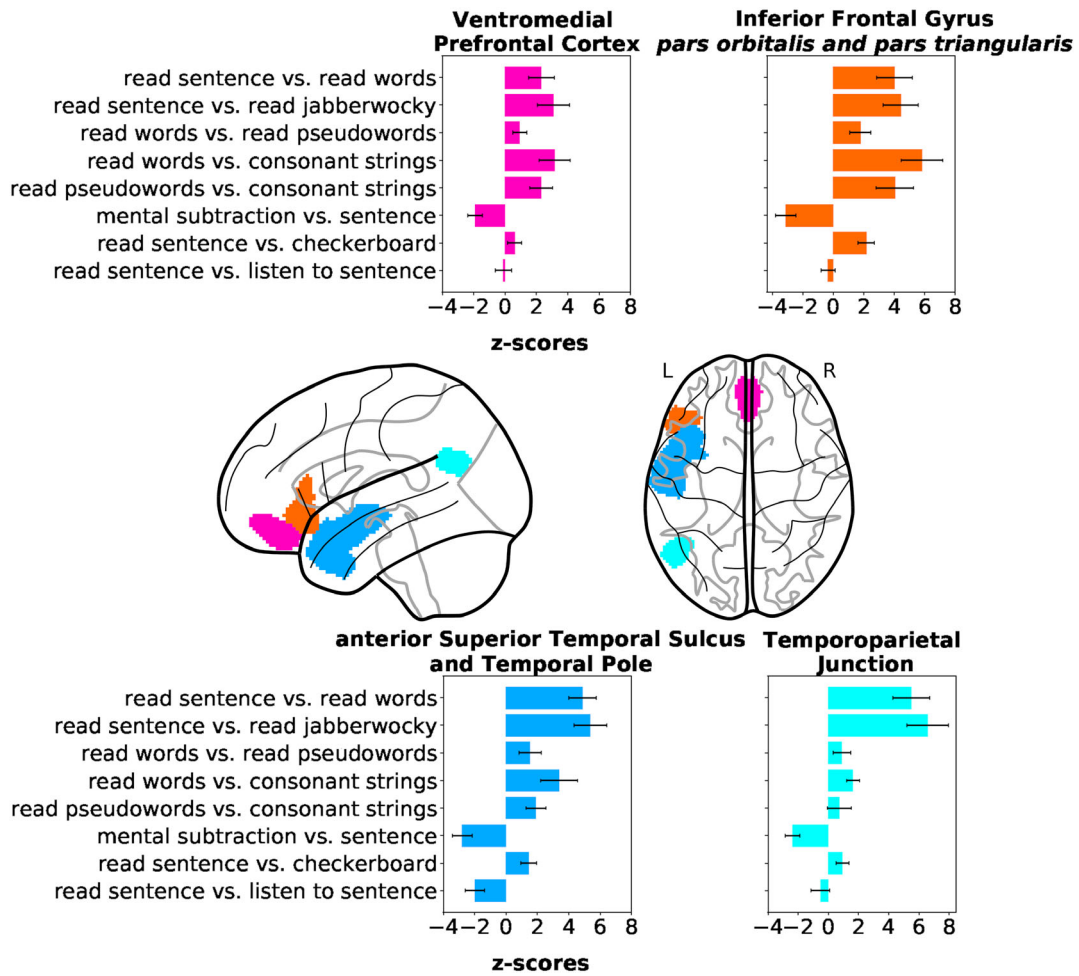 Ventromedial
Prefrontal Cortex
Inferior Frontal Gyrus
pars orbitalis and pars triangularis
read sentence vs. read words
read sentence vs. read jabberwocky
read words vs. read pseudowords
read words vs. consonant strings
read pseudowords vs. consonant strings
mental subtraction vs. sentence
read sentence vs. checkerboard
read sentence vs. listen to sentence
−4 −2 0 2 4 6 8
−4 −2 0 2 4 6 8
z-scores
L R
anterior Superior Temporal Sulcus
and Temporal Pole
Temporoparietal
Junction
read sentence vs. read words
read sentence vs. read jabberwocky
read words vs. read pseudowords
read words vs. consonant strings
read pseudowords vs. consonant strings
mental subtraction vs. sentence
read sentence vs. checkerboard
read sentence vs. listen to sentence
−4 −2 0 2 4 6 8
−4 −2 0 2 4 6 8
z-scores